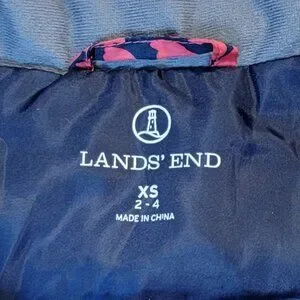 LANDS' END
XS
2 - 4
MADE IN CHINA